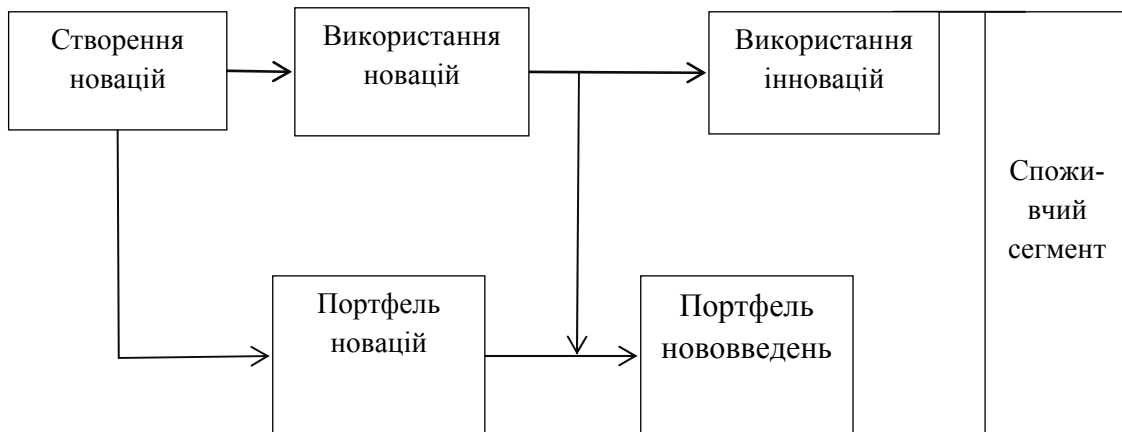 Створення
новацій
Використання
новацій
Використання
інновацій
Спожи-
вчий
сегмент
Портфель
новацій
Портфель
нововведень